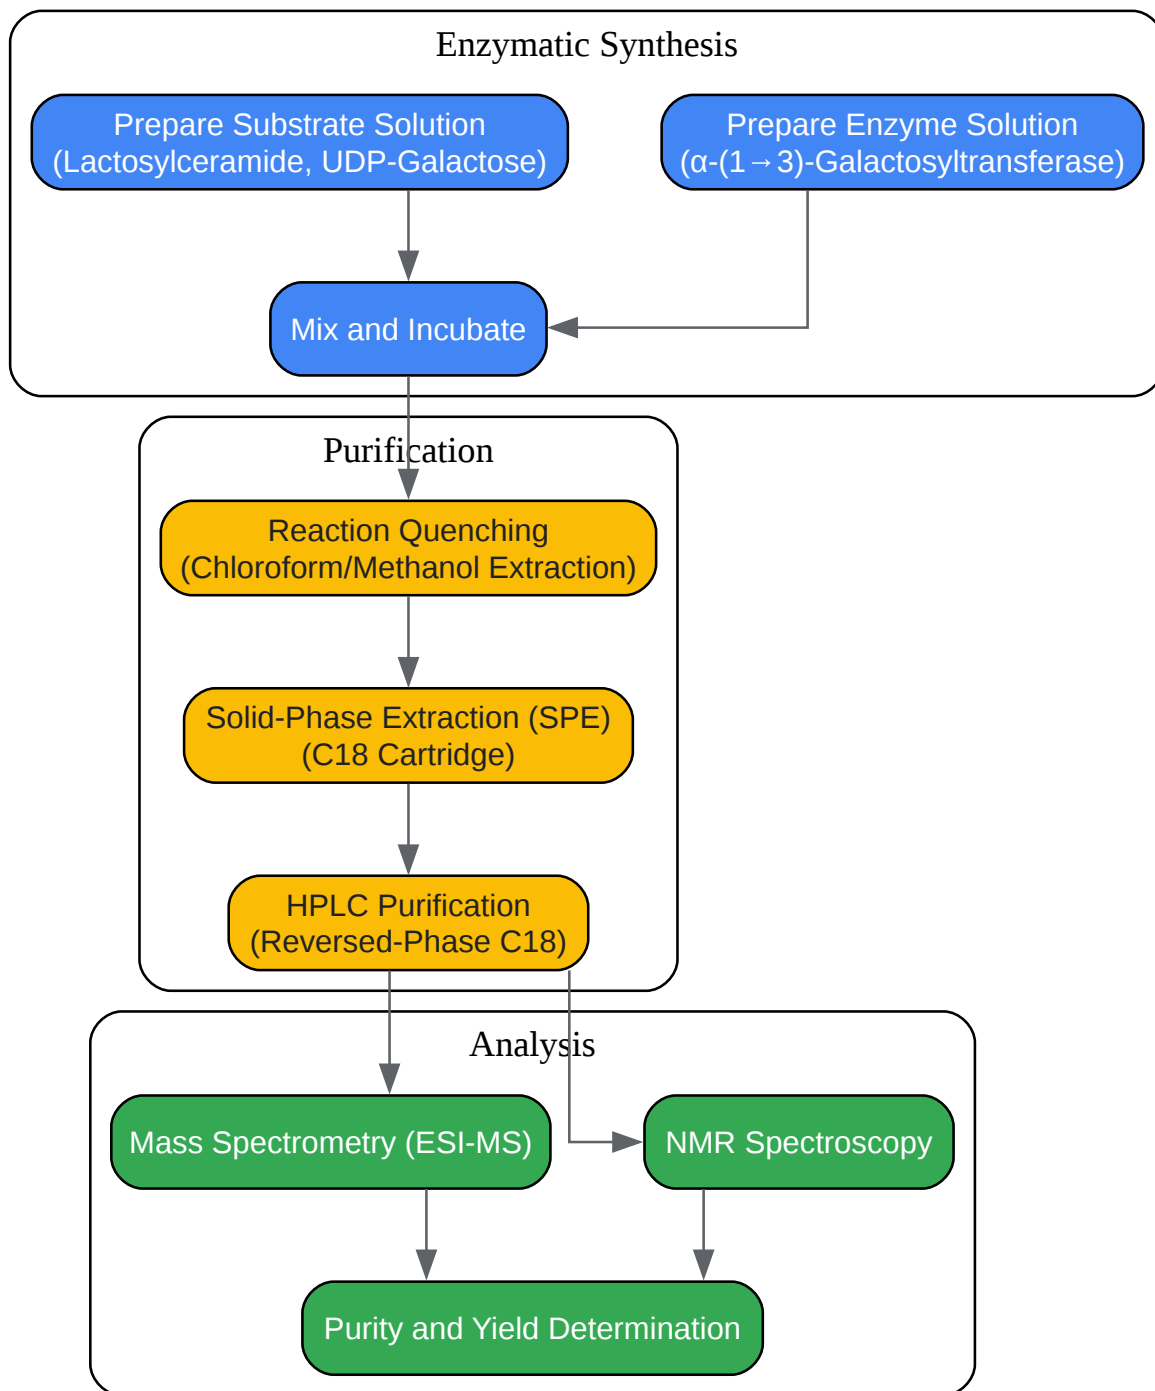 Enzymatic Synthesis
Prepare Substrate Solution
(Lactosylceramide, UDP-Galactose)
Prepare Enzyme Solution
(α-(1→3)-Galactosyltransferase)
Mix and Incubate
Purification
Reaction Quenching
(Chloroform/Methanol Extraction)
Solid-Phase Extraction (SPE)
(C18 Cartridge)
HPLC Purification
(Reversed-Phase C18)
Analysis
Mass Spectrometry (ESI-MS)
NMR Spectroscopy
Purity and Yield Determination